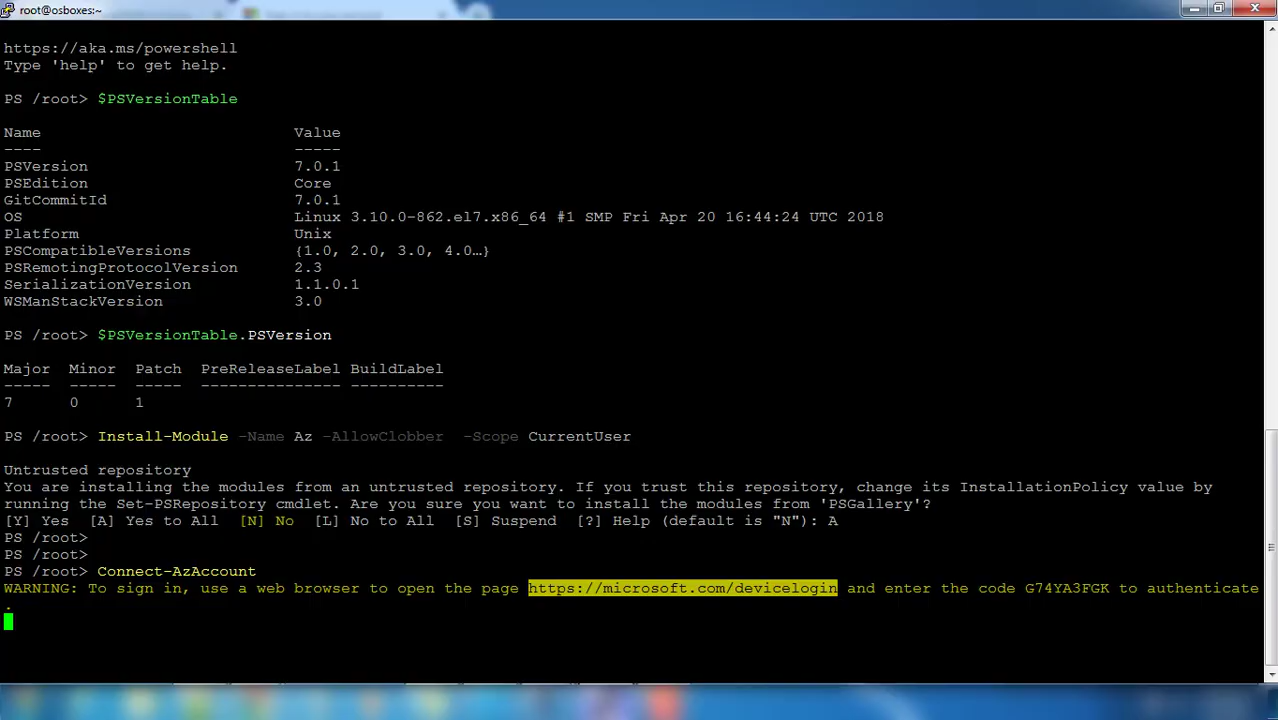 root@osboxes:~
https://aka.ms/powershell
Type 'help' to get help.
PS /root> $PSVersionTable
Name Value
---- -----
PSVersion 7.0.1
PSEdition Core
GitCommitId 7.0.1
OS Linux 3.10.0-862.el7.x86_64 #1 SMP Fri Apr 20 16:44:24 UTC 2018
Platform Unix
PSCompatibleVersions {1.0, 2.0, 3.0, 4.0…}
PSRemotingProtocolVersion 2.3
SerializationVersion 1.1.0.1
WSManStackVersion 3.0
PS /root> $PSVersionTable.PSVersion
Major Minor Patch PreReleaseLabel BuildLabel
----- ----- ----- --------------- ----------
7 0 1
PS /root> Install-Module -Name Az -AllowClobber -Scope CurrentUser
Untrusted repository
You are installing the modules from an untrusted repository. If you trust this repository, change its InstallationPolicy value by
running the Set-PSRepository cmdlet. Are you sure you want to install the modules from 'PSGallery'?
[Y] Yes [A] Yes to All [N] No [L] No to All [S] Suspend [?] Help (default is "N"): A
PS /root>
PS /root>
PS /root> Connect-AzAccount
WARNING: To sign in, use a web browser to open the page https://microsoft.com/devicelogin and enter the code G74YA3FGK to authenticate
.